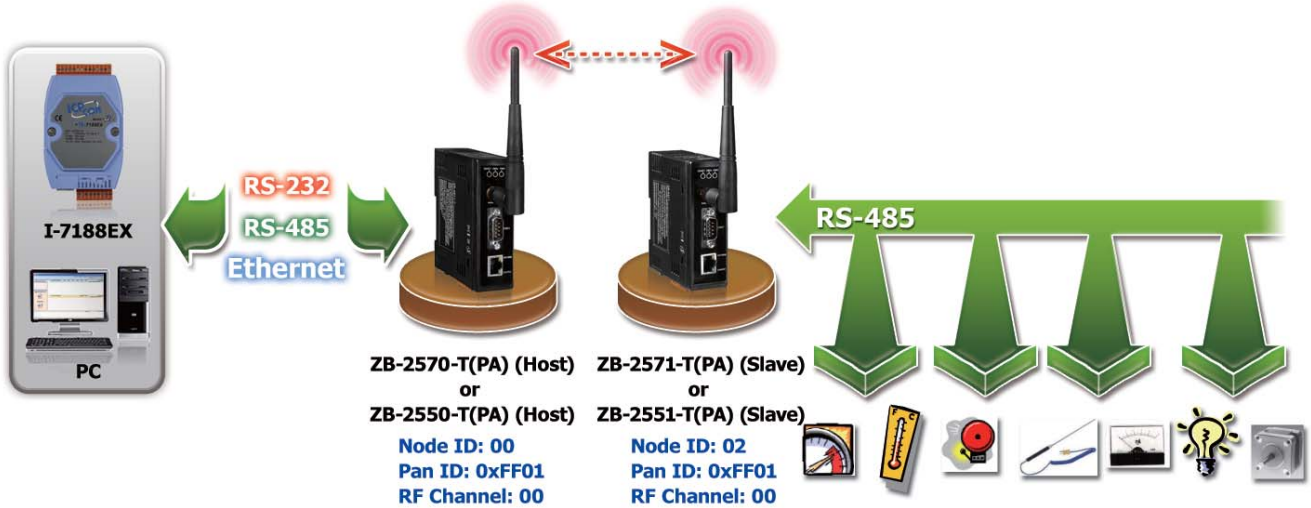 I-7188EX
PC
RS-232
RS-485
Ethernet
ZB-2570-T(PA) (Host)
or
ZB-2550-T(PA) (Host)
Node ID: 00
Pan ID: 0xFF01
RF Channel: 00
ZB-2571-T(PA) (Slave)
or
ZB-2551-T(PA) (Slave)
Node ID: 02
Pan ID: 0xFF01
RF Channel: 00
RS-485
F C